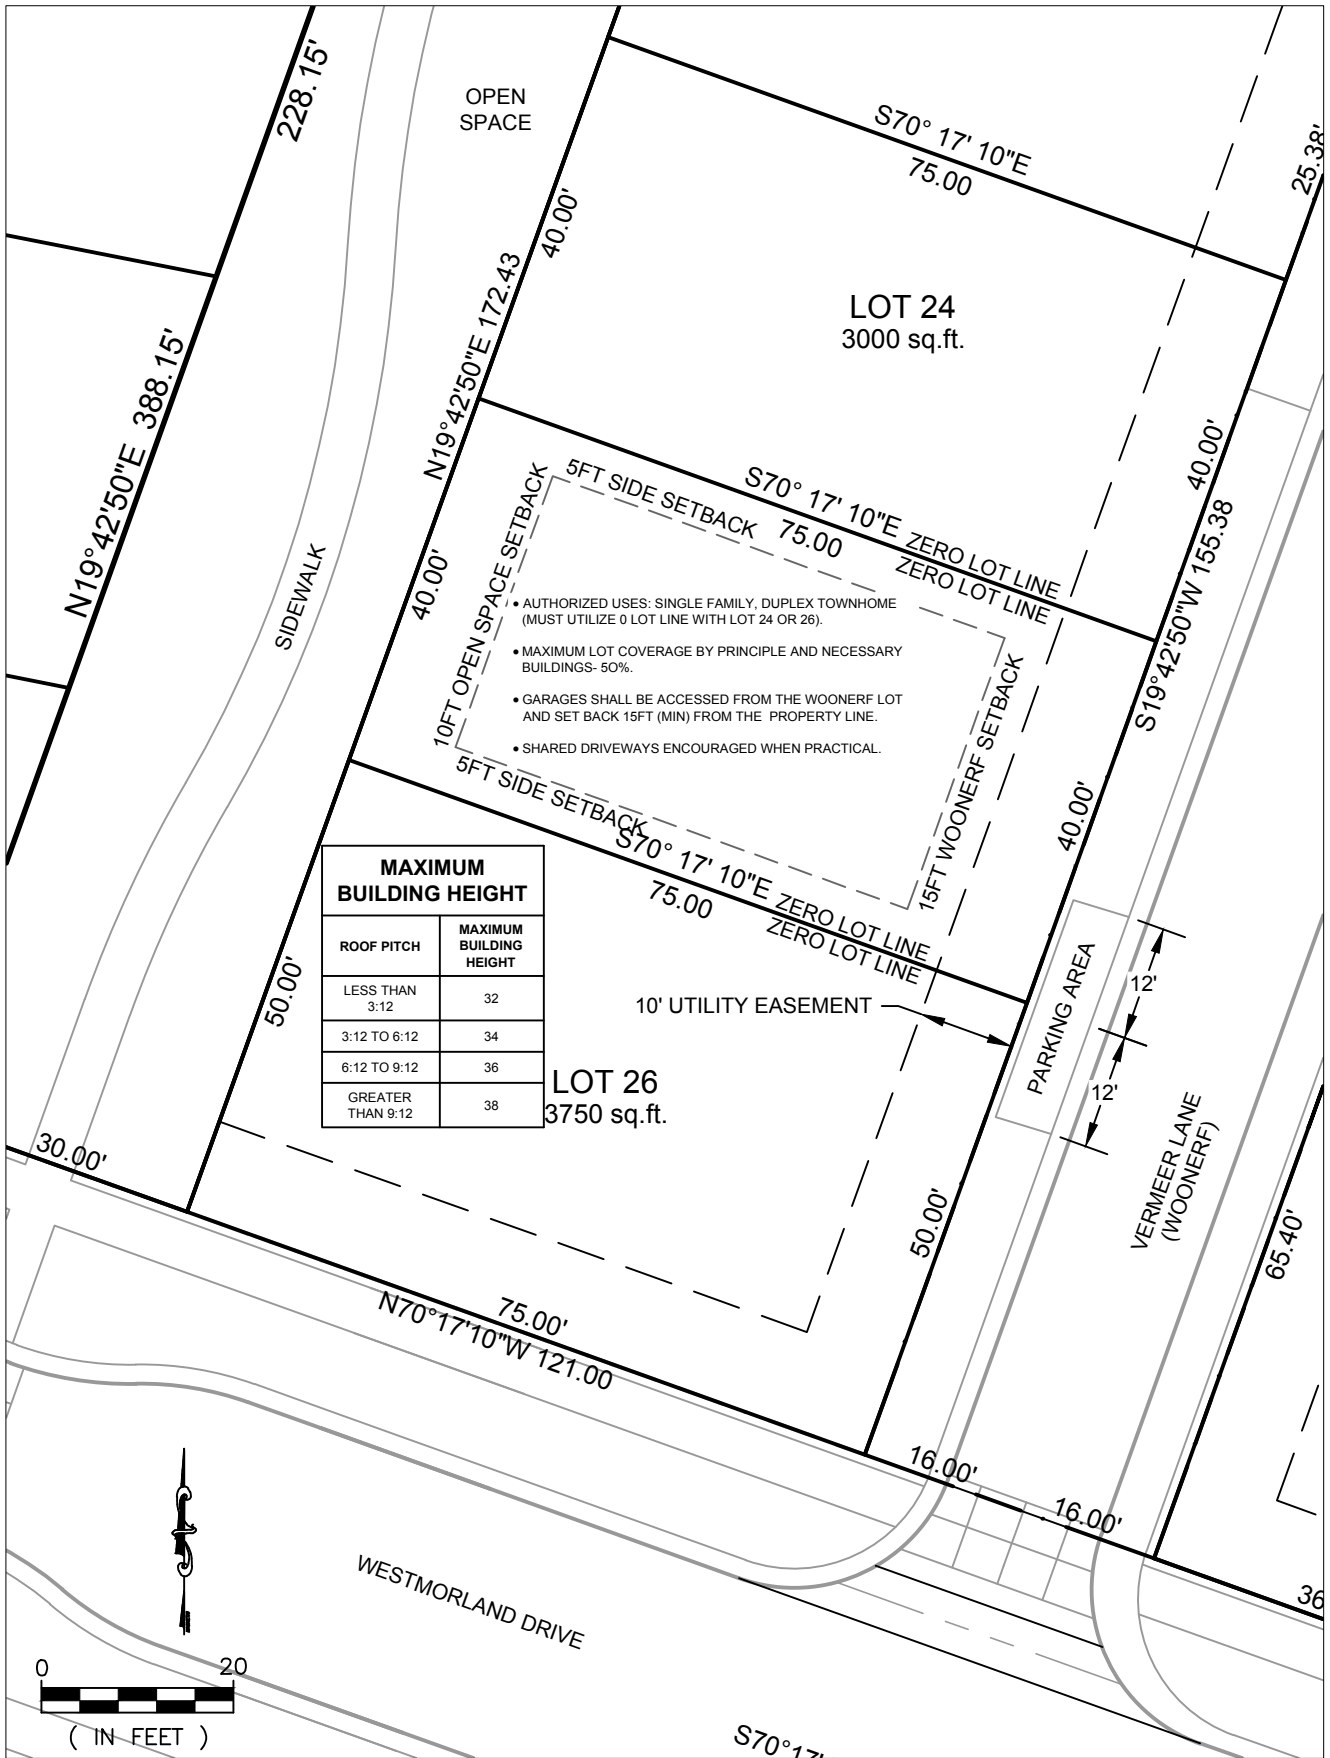 228.15'
OPEN
SPACE
S70° 17' 10"E
75.00
25.38'
40.00'
N19°42'50"E 172.43
LOT 24
3000 sq.ft.
N19°42'50"E 388.15'
40.00'
S19°42'50"W 155.38
5FT SIDE SETBACK
S70° 17' 10"E
75.00
ZERO LOT LINE
ZERO LOT LINE
SIDEWALK
40.00'
10FT OPEN SPACE SETBACK
• AUTHORIZED USES: SINGLE FAMILY, DUPLEX TOWNHOME
(MUST UTILIZE 0 LOT LINE WITH LOT 24 OR 26).
• MAXIMUM LOT COVERAGE BY PRINCIPLE AND NECESSARY
BUILDINGS- 50%.
• GARAGES SHALL BE ACCESSED FROM THE WOONERF LOT
AND SET BACK 15FT (MIN) FROM THE PROPERTY LINE.
• SHARED DRIVEWAYS ENCOURAGED WHEN PRACTICAL.
15FT WOONERF SETBACK
40.00'
5FT SIDE SETBACK
S70° 17' 10"E
75.00
ZERO LOT LINE
ZERO LOT LINE
MAXIMUM
BUILDING HEIGHT
ROOF PITCH
MAXIMUM
BUILDING
HEIGHT
LESS THAN
3:12
32
3:12 TO 6:12
34
6:12 TO 9:12
36
GREATER
THAN 9:12
38
50.00'
10' UTILITY EASEMENT
PARKING AREA
12'
12'
LOT 26
3750 sq.ft.
VERMEER LANE
(WOONERF)
30.00'
50.00'
65.40'
75.00'
N70°17'10"W 121.00
16.00'
16.00'
36
WESTMORLAND DRIVE
0 20
( IN FEET )
S70°17'